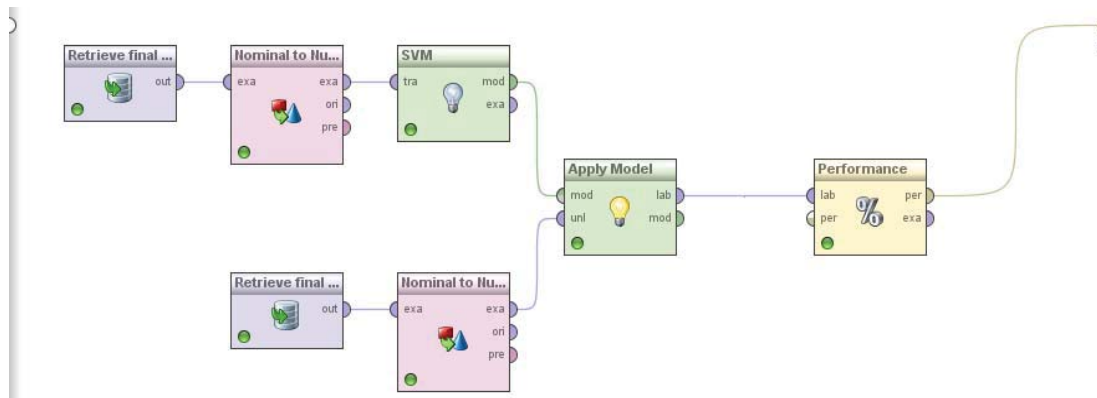 Retrieve final ...
out
Nominal to Nu...
exa exa
ori
pre
SVM
tra mod
exa
Apply Model
mod lab
unl mod
Performance
lab per
per exa
%
Retrieve final ...
out
Nominal to Nu...
exa exa
ori
pre